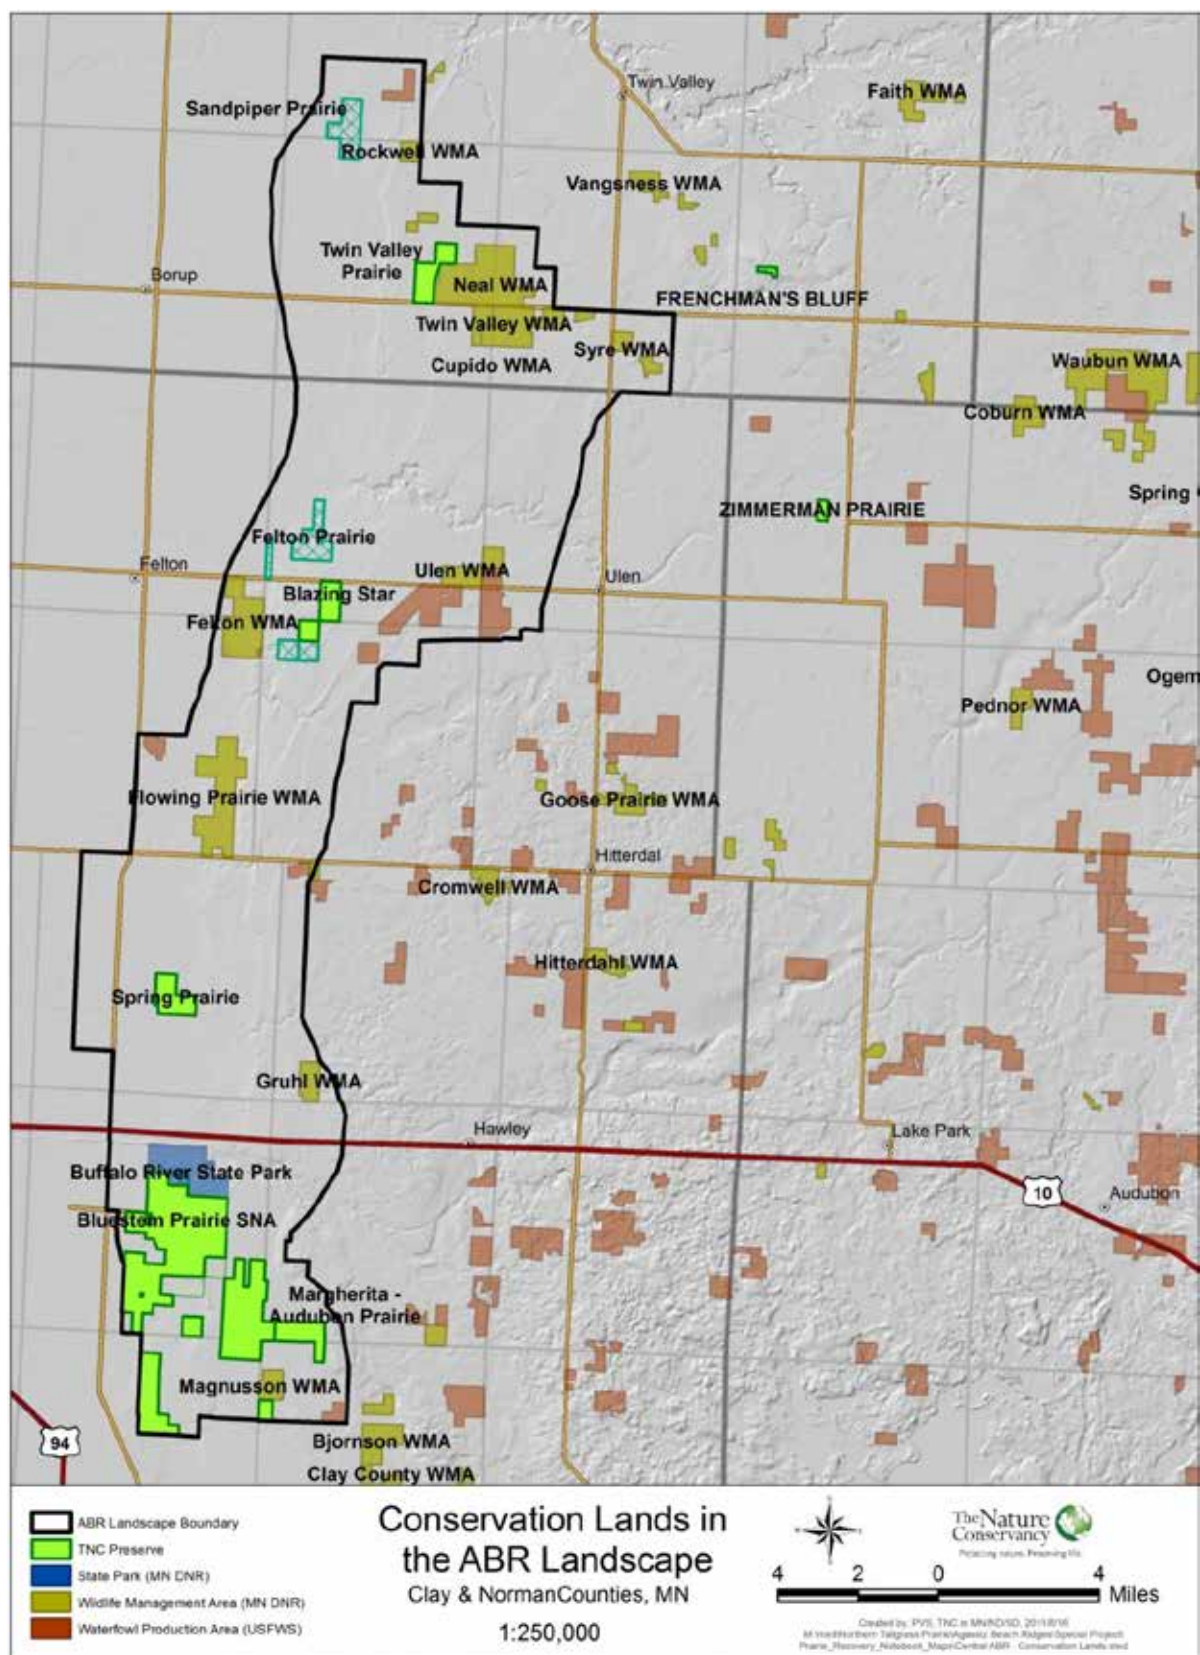 Twin Valley
Faith WMA
Sandpiper Prairie
Rockwell WMA
Vangsness WMA
Twin Valley
Prairie
Borup
Neal WMA
FRENCHMAN'S BLUFF
Twin Valley WMA
Syre WMA
Cupido WMA
Waubun WMA
Coburn WMA
Spring
ZIMMERMAN PRAIRIE
Felton Prairie
Felton
Ulen WMA
Ulen
Blazing Star
Felton WMA
Ogem
Pednor WMA
Flowing Prairie WMA
Goose Prairie WMA
Hitterdal
Cromwell WMA
Hitterdahl WMA
Spring Prairie
Gruhl WMA
Hawley
Lake Park
Buffalo River State Park
10
Audubon
Bluestem Prairie SNA
Margherita -
Audubon Prairie
Magnusson WMA
Bjornson WMA
94
Clay County WMA
ABR Landscape Boundary
TNC Preserve
State Park (MN DNR)
Wildlife Management Area (MN DNR)
Waterfowl Production Area (USFWS)
Conservation Lands in
the ABR Landscape
Clay & NormanCounties, MN
1:250,000
The Nature
Conservancy
Protecting nature. Preserving life.
4 2 0 4 Miles